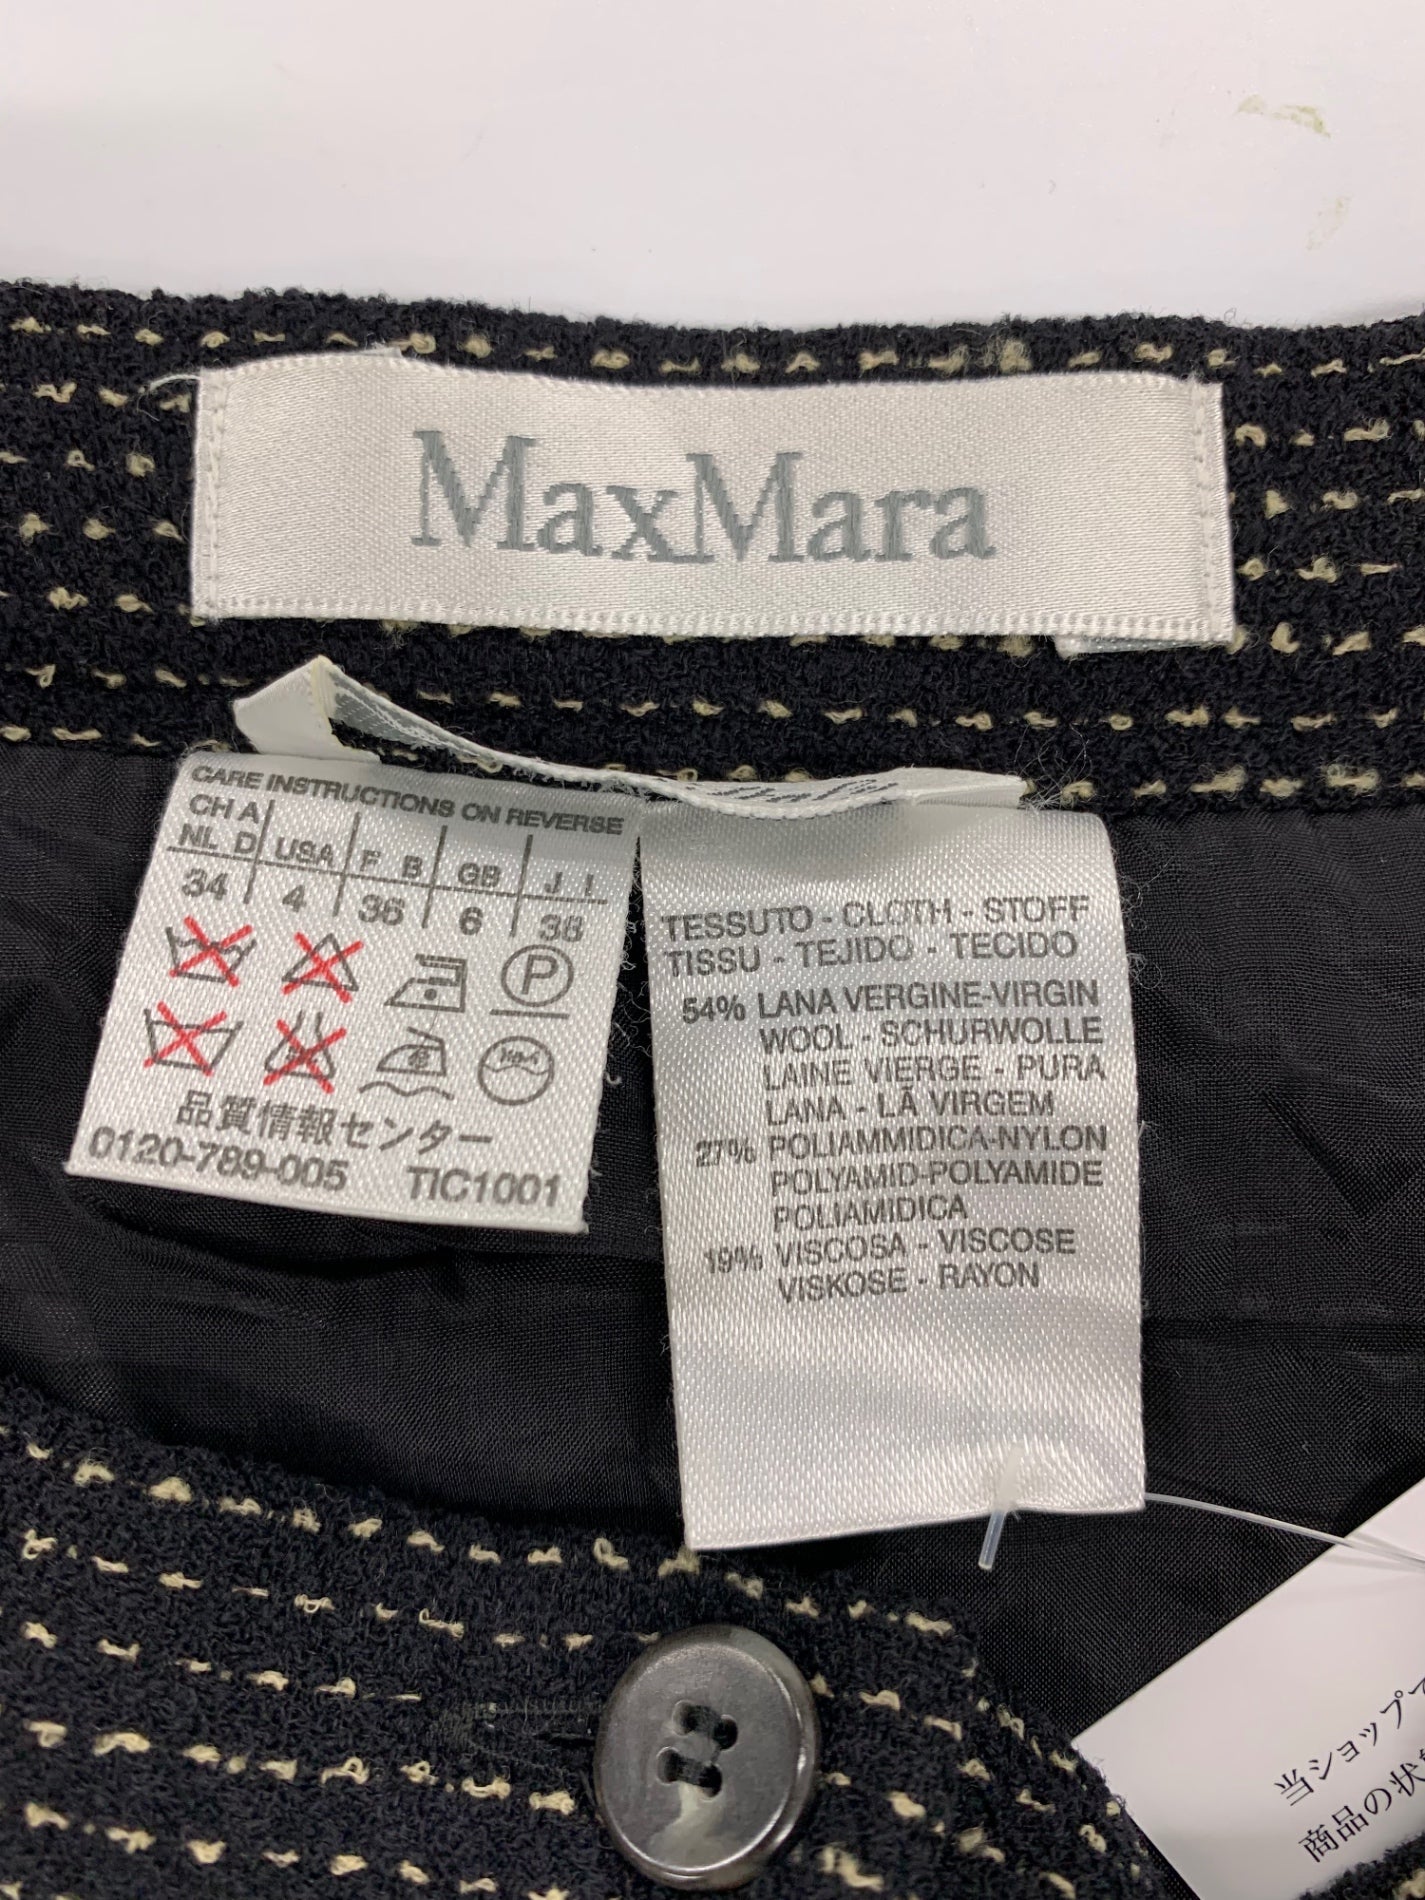 MaxMara
CARE INSTRUCTIONS ON REVERSE
CH A
NL D USA F B GB J I
34 4 36 6 38
P
品質情報センター
0120-789-005 TIC1001
TESSUTO - CLOTH - STOFF
TISSU - TEJIDO - TECIDO
54% LANA VERGINE-VIRGIN
WOOL - SCHURWOLLE
LAINE VIERGE - PURA
LANA - LÃ VIRGEM
27% POLIAMMIDICA-NYLON
POLYAMID-POLYAMIDE
POLIAMIDICA
19% VISCOSA - VISCOSE
VISKOSE - RAYON
当ショップで
商品の状